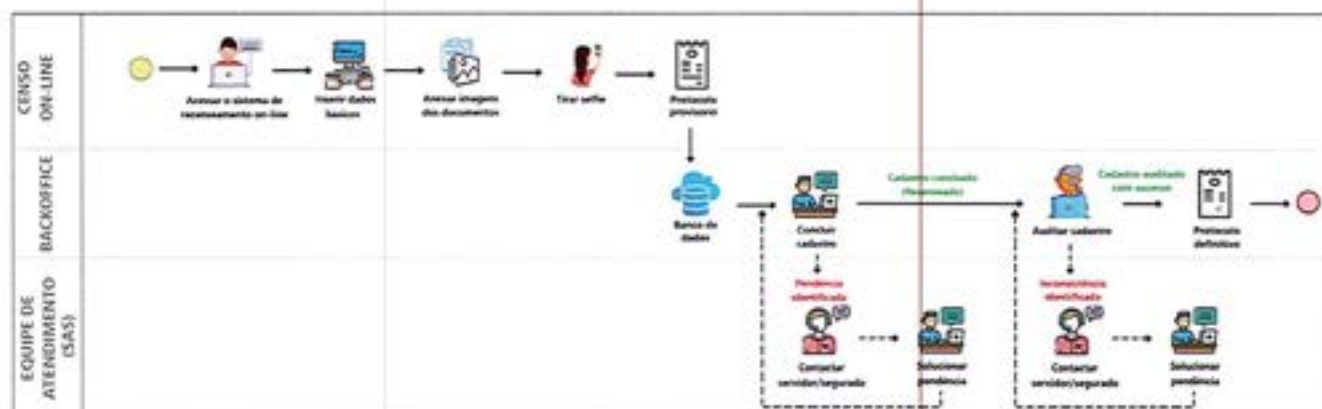 CENSO
ON-LINE
Acessar o sistema de
recenseamento on-line
Inserir dados
básicos
Anexar imagens
dos documentos
Tirar selfie
Protocolo
provisório
BACKOFFICE
Banco de
dados
Concluir
cadastro
Cadastro concluído
Auditar cadastro
Cadastro auditado
com sucesso
Protocolo
definitivo
EQUIPE DE
ATENDIMENTO
(SAS)
Pendência
identificada
Contactar
servidor/segurado
Solucionar
pendência
Inconsistência
identificada
Contactar
servidor/segurado
Solucionar
pendência